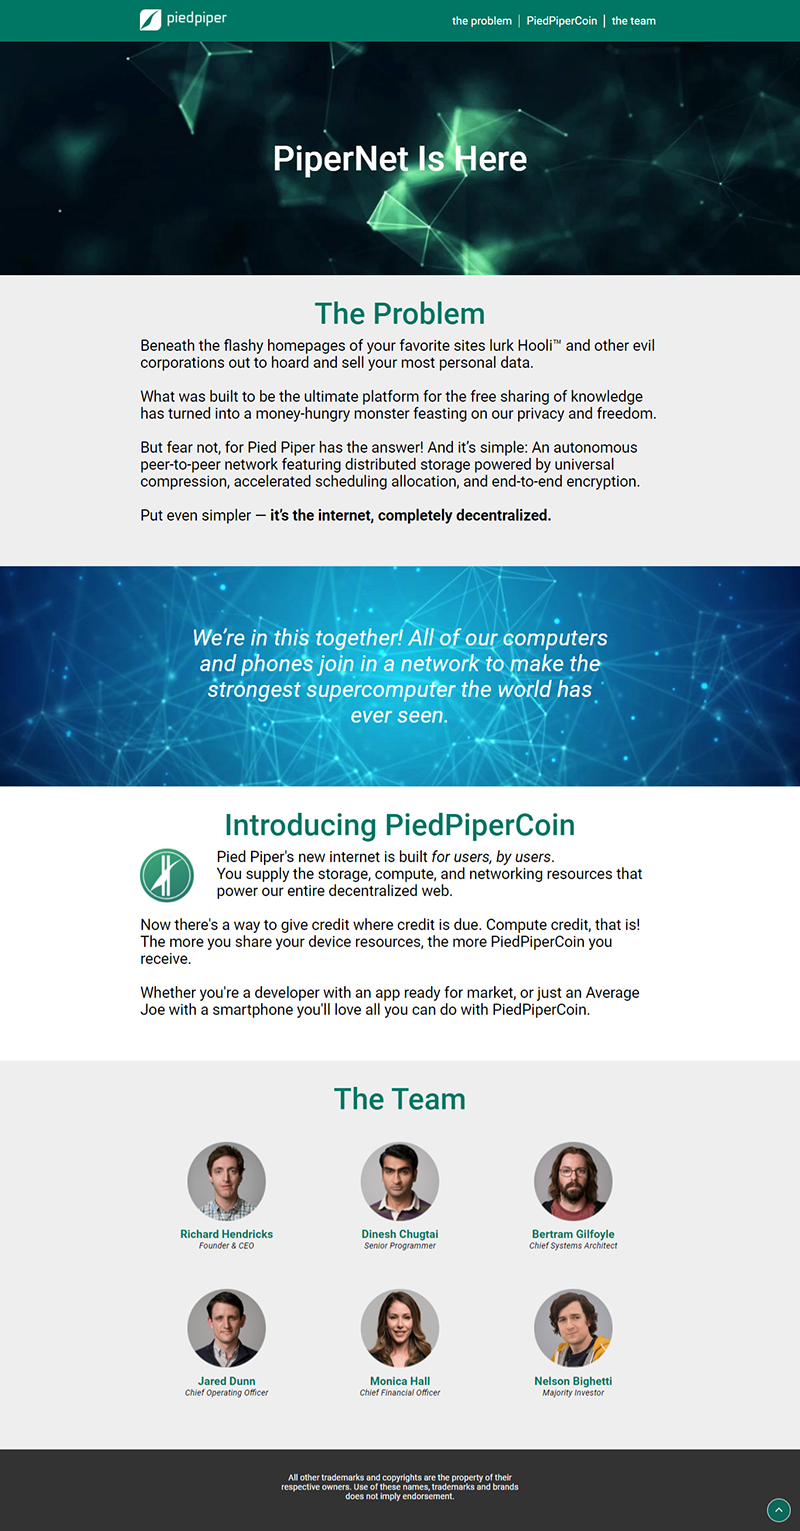 piedpiper
the problem | PiedPiperCoin | the team
PiperNet Is Here
The Problem
Beneath the flashy homepages of your favorite sites lurk Hooli™ and other evil
corporations out to hoard and sell your most personal data.
What was built to be the ultimate platform for the free sharing of knowledge
has turned into a money-hungry monster feasting on our privacy and freedom.
But fear not, for Pied Piper has the answer! And it’s simple: An autonomous
peer-to-peer network featuring distributed storage powered by universal
compression, accelerated scheduling allocation, and end-to-end encryption.
Put even simpler — it’s the internet, completely decentralized.
We’re in this together! All of our computers
and phones join in a network to make the
strongest supercomputer the world has
ever seen.
Introducing PiedPiperCoin
Pied Piper's new internet is built for users, by users.
You supply the storage, compute, and networking resources that
power our entire decentralized web.
Now there's a way to give credit where credit is due. Compute credit, that is!
The more you share your device resources, the more PiedPiperCoin you
receive.
Whether you're a developer with an app ready for market, or just an Average
Joe with a smartphone you'll love all you can do with PiedPiperCoin.
The Team
Richard Hendricks
Founder & CEO
Dinesh Chugtai
Senior Programmer
Bertram Gilfoyle
Chief Systems Architect
Jared Dunn
Chief Operating Officer
Monica Hall
Chief Financial Officer
Nelson Bighetti
Majority Investor
All other trademarks and copyrights are the property of their
respective owners. Use of these names, trademarks and brands
does not imply endorsement.